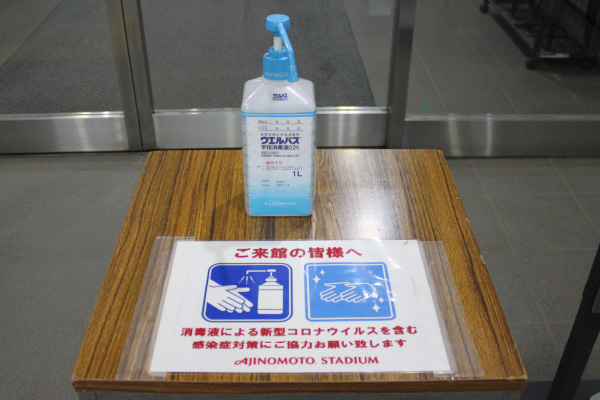 ウエルパス
手指消毒液0.2%
1L
ご来館の皆様へ
消毒液による新型コロナウイルスを含む
感染症対策にご協力お願い致します
AJINOMOTO STADIUM